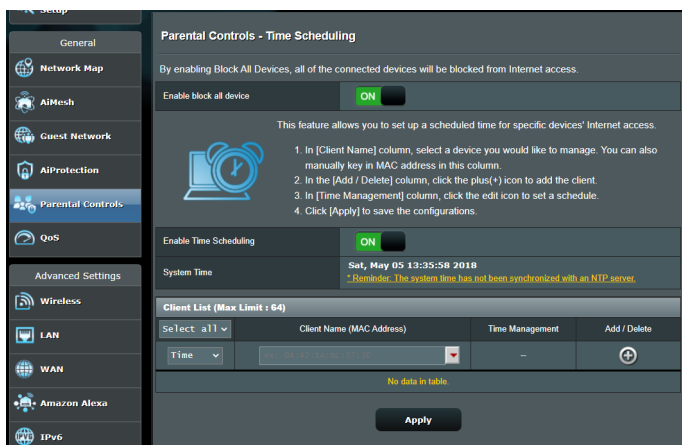 Setup
General
Network Map
AiMesh
Guest Network
AiProtection
Parental Controls
QoS
Advanced Settings
Wireless
LAN
WAN
Amazon Alexa
IPv6
Parental Controls - Time Scheduling
By enabling Block All Devices, all of the connected devices will be blocked from Internet access.
Enable block all device
ON
This feature allows you to set up a scheduled time for specific devices' Internet access.
1. In [Client Name] column, select a device you would like to manage. You can also
manually key in MAC address in this column.
2. In the [Add / Delete] column, click the plus(+) icon to add the client.
3. In [Time Management] column, click the edit icon to set a schedule.
4. Click [Apply] to save the configurations.
Enable Time Scheduling
ON
System Time
Sat, May 05 13:35:58 2018
* Reminder: The system time has not been synchronized with an NTP server.
Client List (Max Limit : 64)
Select all
Client Name (MAC Address)
Time Management
Add / Delete
Time
--
No data in table.
Apply